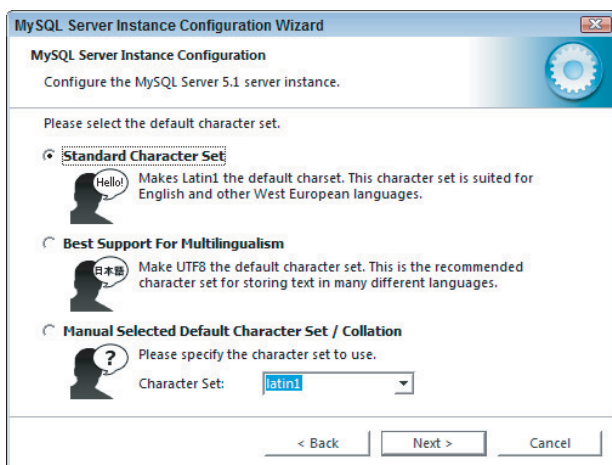 MySQL Server Instance Configuration Wizard
MySQL Server Instance Configuration
Configure the MySQL Server 5.1 server instance.
Please select the default character set.
Standard Character Set
Hello!
Makes Latin1 the default charset. This character set is suited for
English and other West European languages.
Best Support For Multilingualism
日本語
Make UTF8 the default character set. This is the recommended
character set for storing text in many different languages.
Manual Selected Default Character Set / Collation
?
Please specify the character set to use.
Character Set: latin1
< Back Next > Cancel